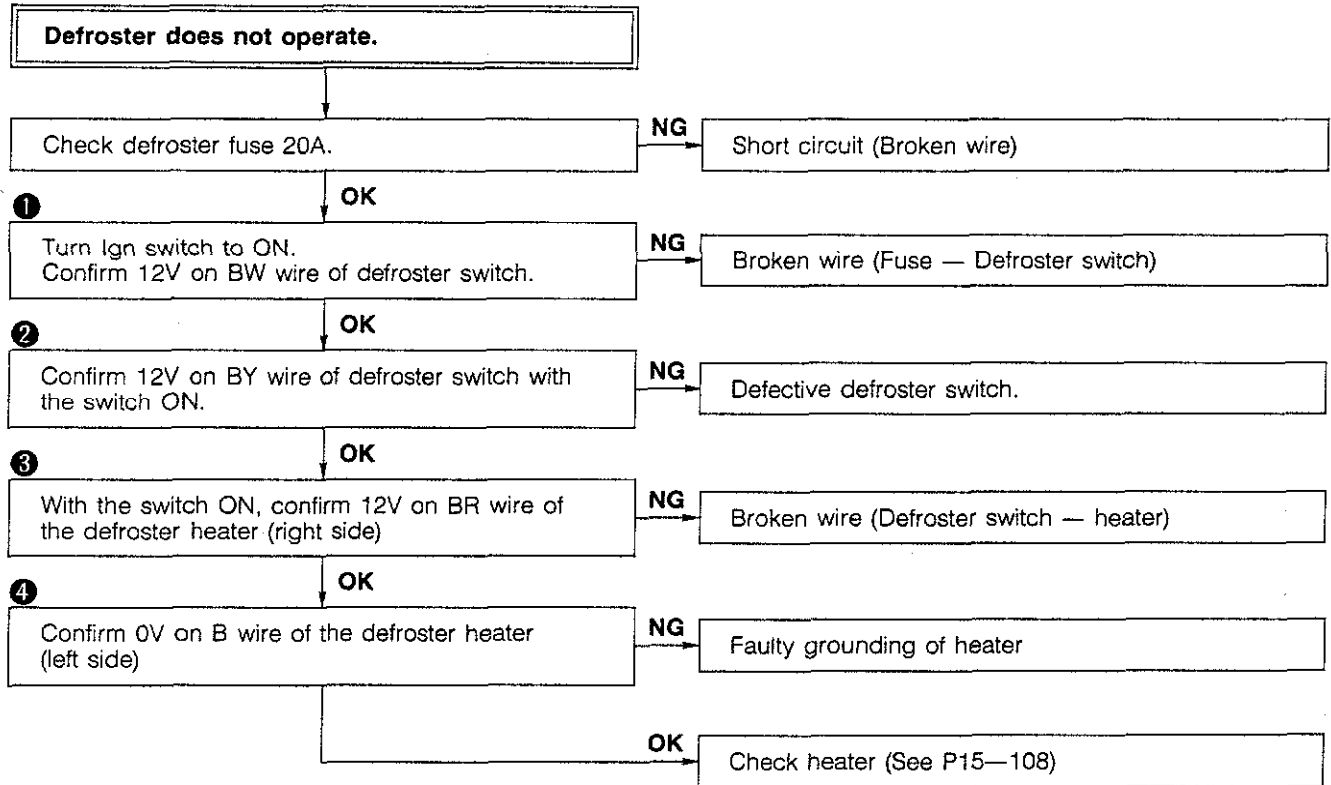 Defroster does not operate.
Check defroster fuse 20A.
NG
Short circuit (Broken wire)
OK
1
Turn Ign switch to ON.
Confirm 12V on BW wire of defroster switch.
NG
Broken wire (Fuse — Defroster switch)
OK
2
Confirm 12V on BY wire of defroster switch with
the switch ON.
NG
Defective defroster switch.
OK
3
With the switch ON, confirm 12V on BR wire of
the defroster heater (right side)
NG
Broken wire (Defroster switch — heater)
OK
4
Confirm 0V on B wire of the defroster heater
(left side)
NG
Faulty grounding of heater
OK
Check heater (See P15—108)